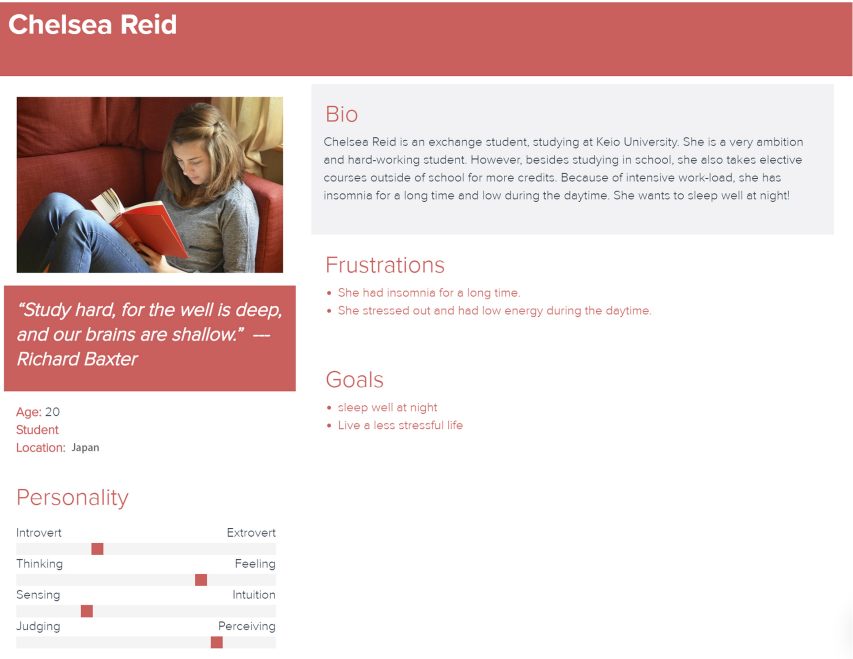 Chelsea Reid
Bio
Chelsea Reid is an exchange student, studying at Keio University. She is a very ambition
and hard-working student. However, besides studying in school, she also takes elective
courses outside of school for more credits. Because of intensive work-load, she has
insomnia for a long time and low during the daytime. She wants to sleep well at night!
Frustrations
• She had insomnia for a long time.
• She stressed out and had low energy during the daytime.
Goals
• sleep well at night
• Live a less stressful life
“Study hard, for the well is deep,
and our brains are shallow.” ---
Richard Baxter
Age: 20
Student
Location: Japan
Personality
Introvert Extrovert
Thinking Feeling
Sensing Intuition
Judging Perceiving